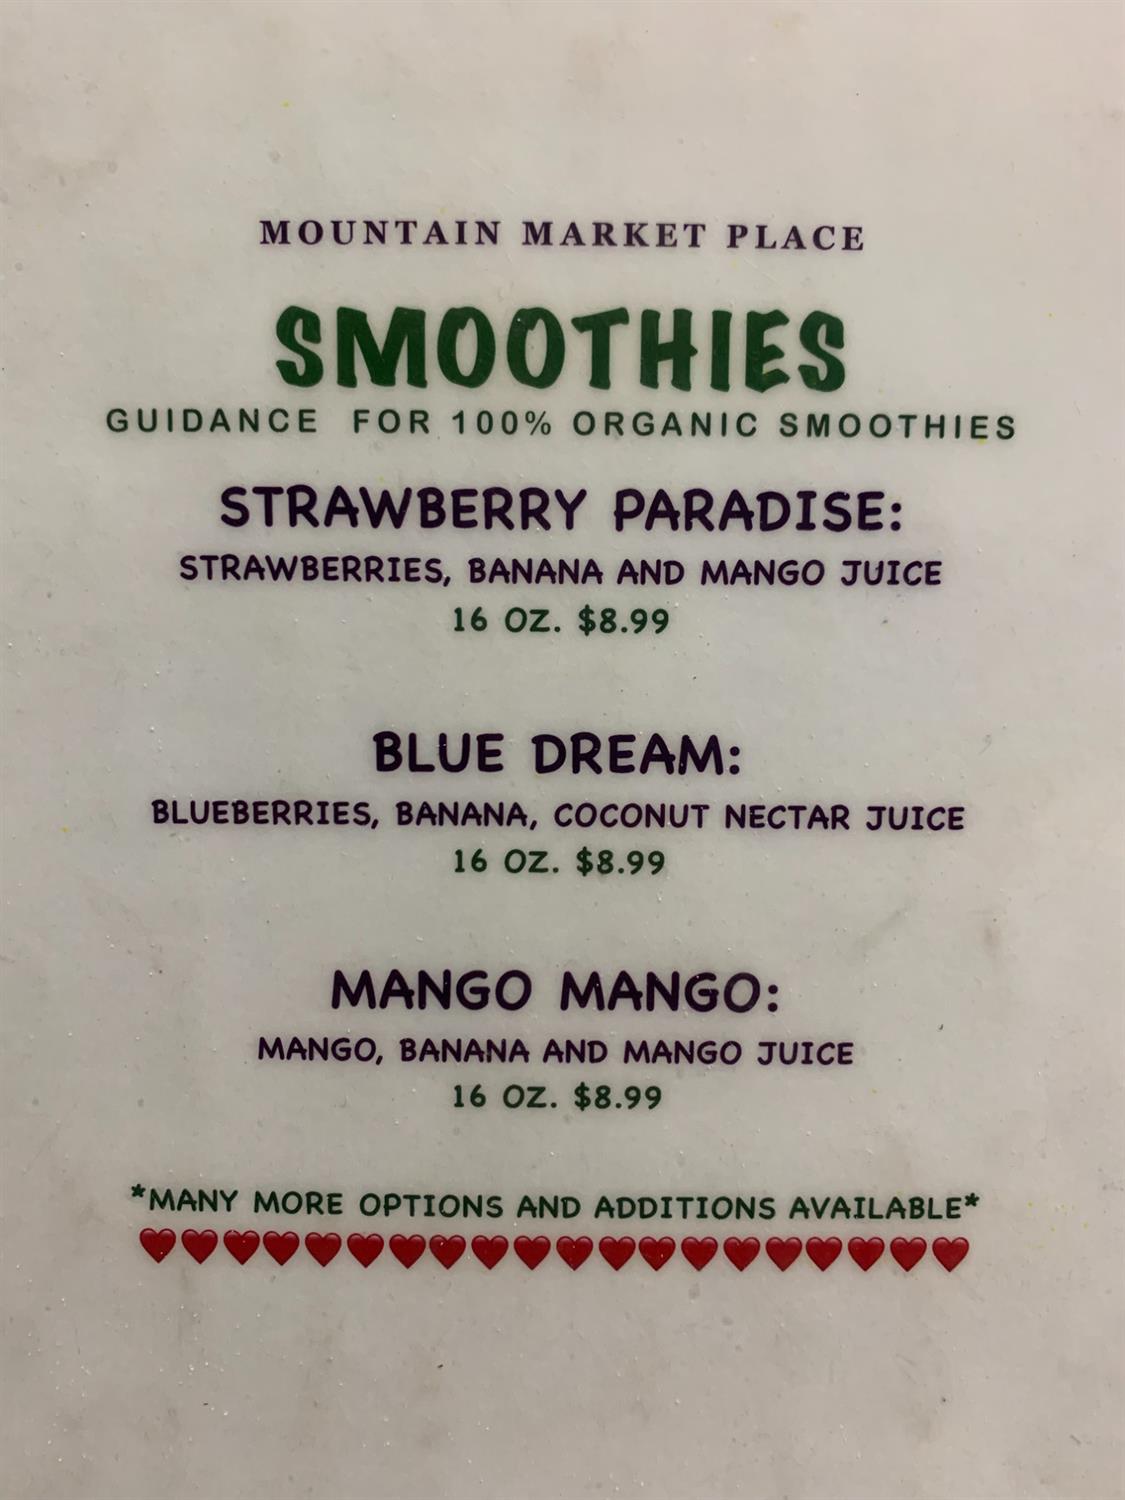 MOUNTAIN MARKET PLACE
SMOOTHIES
GUIDANCE FOR 100% ORGANIC SMOOTHIES
STRAWBERRY PARADISE:
STRAWBERRIES, BANANA AND MANGO JUICE
16 OZ. $8.99
BLUE DREAM:
BLUEBERRIES, BANANA, COCONUT NECTAR JUICE
16 OZ. $8.99
MANGO MANGO:
MANGO, BANANA AND MANGO JUICE
16 OZ. $8.99
*MANY MORE OPTIONS AND ADDITIONS AVAILABLE*